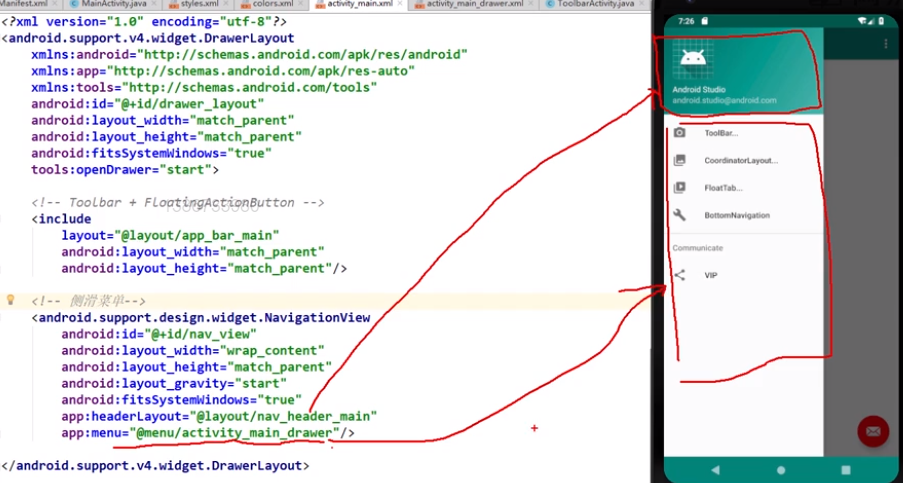 Manifest.xml
MainActivity.java
styles.xml
colors.xml
activity_main.xml
activity_main_drawer.xml
ToolbarActivity.java
<?xml version="1.0" encoding="utf-8"?>
<android.support.v4.widget.DrawerLayout
xmlns:android="http://schemas.android.com/apk/res/android"
xmlns:app="http://schemas.android.com/apk/res-auto"
xmlns:tools="http://schemas.android.com/tools"
android:id="@+id/drawer_layout"
android:layout_width="match_parent"
android:layout_height="match_parent"
android:fitsSystemWindows="true"
tools:openDrawer="start">
<!-- Toolbar + FloatingActionButton -->
<include
layout="@layout/app_bar_main"
android:layout_width="match_parent"
android:layout_height="match_parent"/>
<!-- 侧滑菜单-->
<android.support.design.widget.NavigationView
android:id="@+id/nav_view"
android:layout_width="wrap_content"
android:layout_height="match_parent"
android:layout_gravity="start"
android:fitsSystemWindows="true"
app:headerLayout="@layout/nav_header_main"
app:menu="@menu/activity_main_drawer"/>
</android.support.v4.widget.DrawerLayout>
7:26
Android Studio
android.studio@android.com
ToolBar...
CoordinatorLayout...
FloatTab...
BottomNavigation
Communicate
VIP